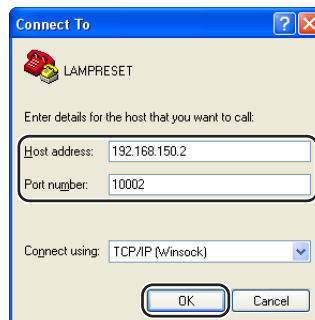 Connect To
LAMPRESET
Enter details for the host that you want to call:
Host address: 192.168.150.2
Port number: 10002
Connect using: TCP/IP (Winsock)
OK Cancel